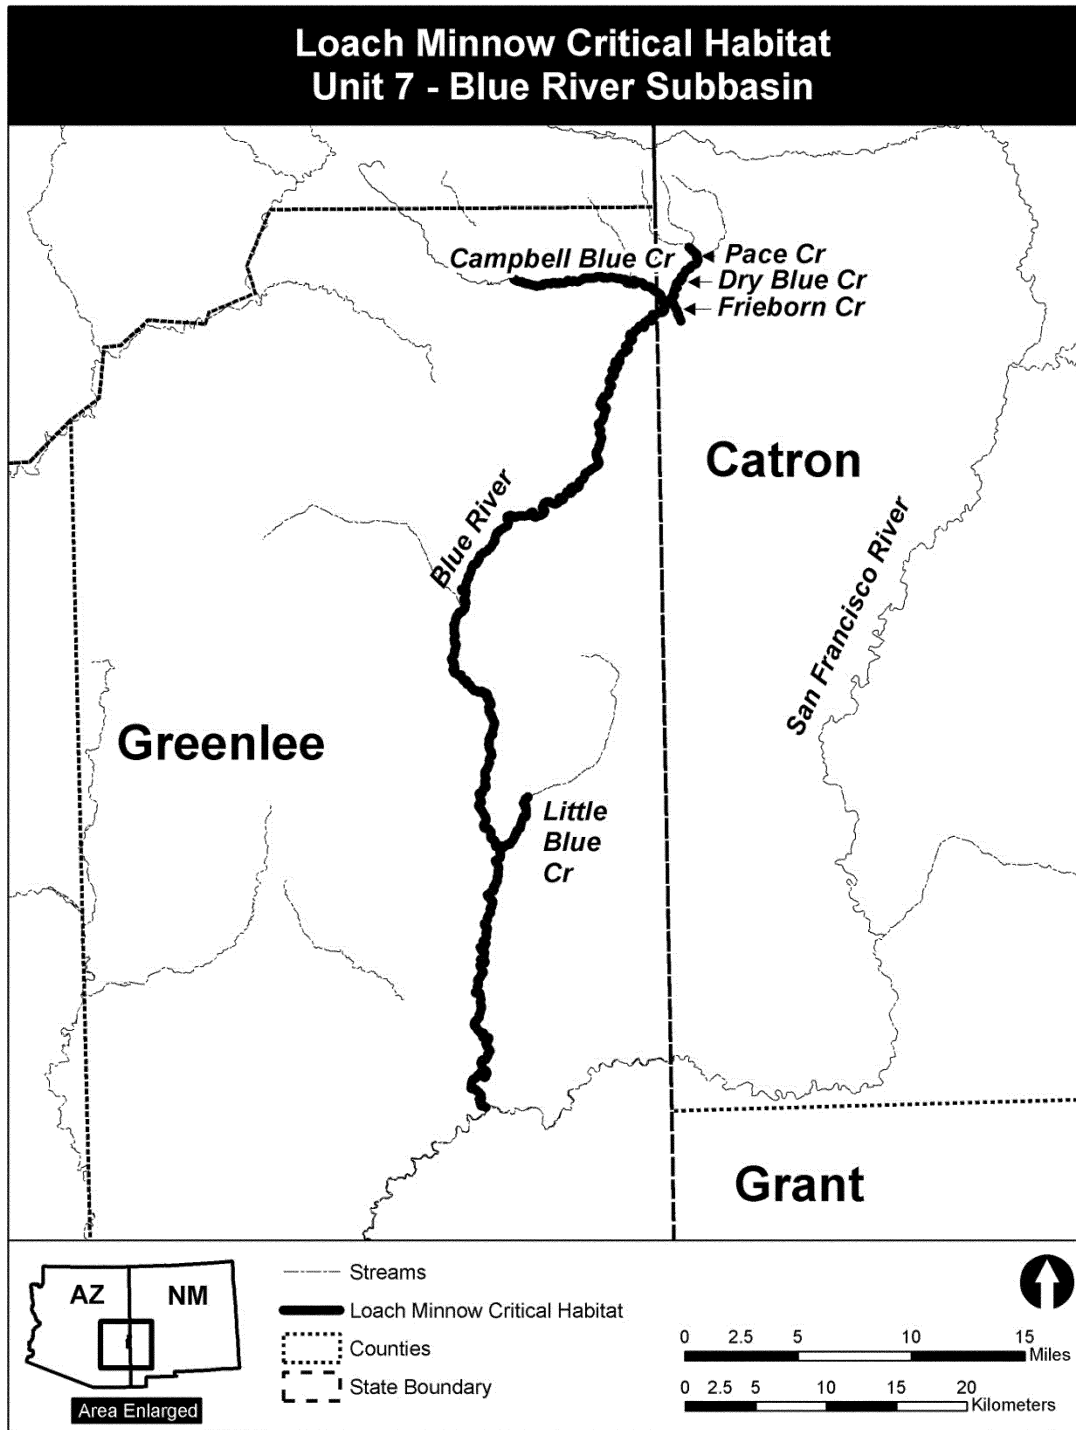 Loach Minnow Critical Habitat
Unit 7 - Blue River Subbasin
Campbell Blue Cr
Pace Cr
Dry Blue Cr
Frieborn Cr
Catron
Blue River
San Francisco River
Greenlee
Little
Blue
Cr
Grant
AZ
NM
Area Enlarged
Streams
Loach Minnow Critical Habitat
Counties
State Boundary
0 2.5 5 10 15
Miles
0 2.5 5 10 15 20
Kilometers